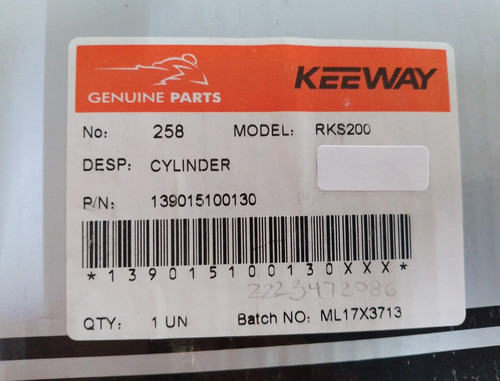 KEEWAY
GENUINE PARTS
No: 258 MODEL: RKS200
DESP: CYLINDER
P/N: 139015100130
*139015100130XXX*
2223472086
QTY: 1 UN Batch NO: ML17X3713